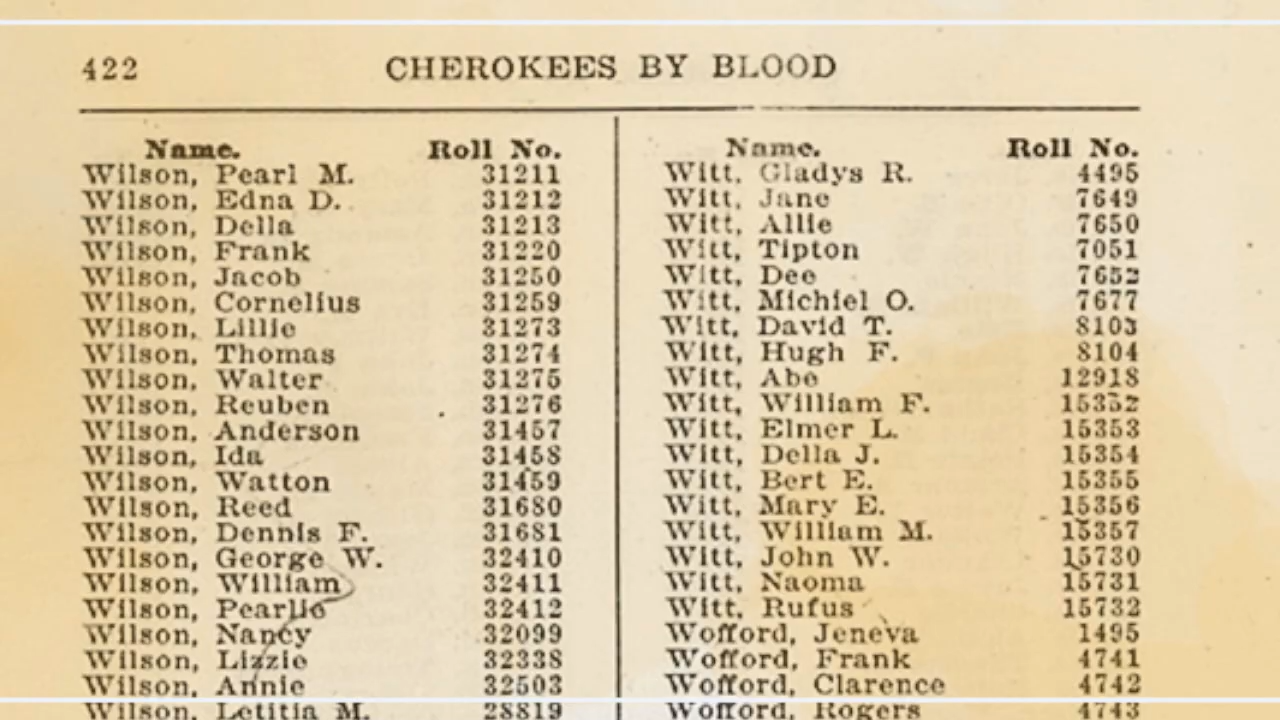 422 CHEROKEES BY BLOOD
Name. Roll No.
Wilson, Pearl M. 31211
Wilson, Edna D. 31212
Wilson, Della 31213
Wilson, Frank 31220
Wilson, Jacob 31250
Wilson, Cornelius 31259
Wilson, Lillie 31273
Wilson, Thomas 31274
Wilson, Walter 31275
Wilson, Reuben 31276
Wilson, Anderson 31457
Wilson, Ida 31458
Wilson, Watton 31459
Wilson, Reed 31680
Wilson, Dennis F. 31681
Wilson, George W. 32410
Wilson, William 32411
Wilson, Pearlie 32412
Wilson, Nancy 32099
Wilson, Lizzie 32338
Wilson, Annie 32503
Wilson, Letitia M. 28819
Name. Roll No.
Witt, Gladys R. 4495
Witt, Jane 7649
Witt, Allie 7650
Witt, Tipton 7051
Witt, Dee 7652
Witt, Michiel O. 7677
Witt, David T. 8103
Witt, Hugh F. 8104
Witt, Abe 12918
Witt, William F. 15352
Witt, Elmer L. 15353
Witt, Della J. 15354
Witt, Bert E. 15355
Witt, Mary E. 15356
Witt, William M. 15357
Witt, John W. 15730
Witt, Naoma 15731
Witt, Rufus 15732
Wofford, Jeneva 1495
Wofford, Frank 4741
Wofford, Clarence 4742
Wofford, Rogers 4743